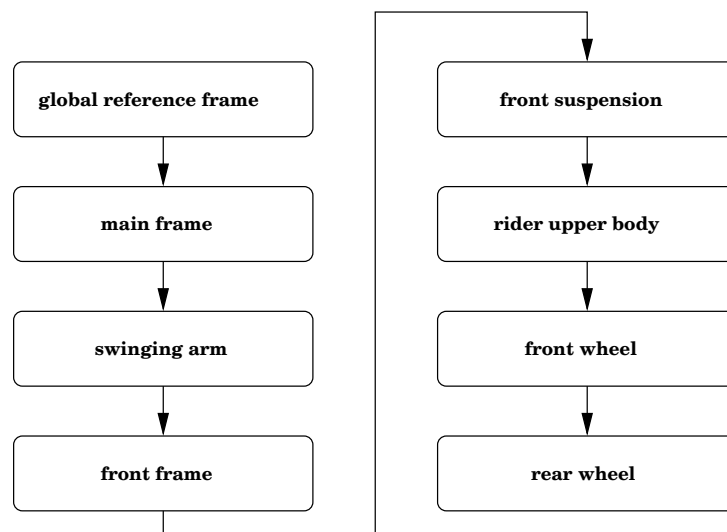 global reference frame
main frame
swinging arm
front frame
front suspension
rider upper body
front wheel
rear wheel